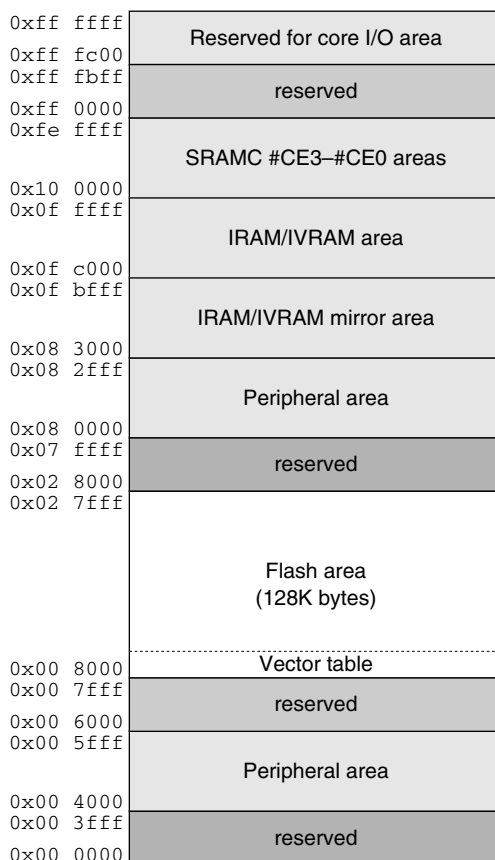 0xff ffff
Reserved for core I/O area
0xff fc00
0xff fbff
reserved
0xff 0000
0xfe ffff
SRAMC #CE3–#CE0 areas
0x10 0000
0x0f ffff
IRAM/IVRAM area
0x0f c000
0x0f bfff
IRAM/IVRAM mirror area
0x08 3000
0x08 2fff
Peripheral area
0x08 0000
0x07 ffff
reserved
0x02 8000
0x02 7fff
Flash area
(128K bytes)
Vector table
0x00 8000
0x00 7fff
reserved
0x00 6000
0x00 5fff
Peripheral area
0x00 4000
0x00 3fff
reserved
0x00 0000